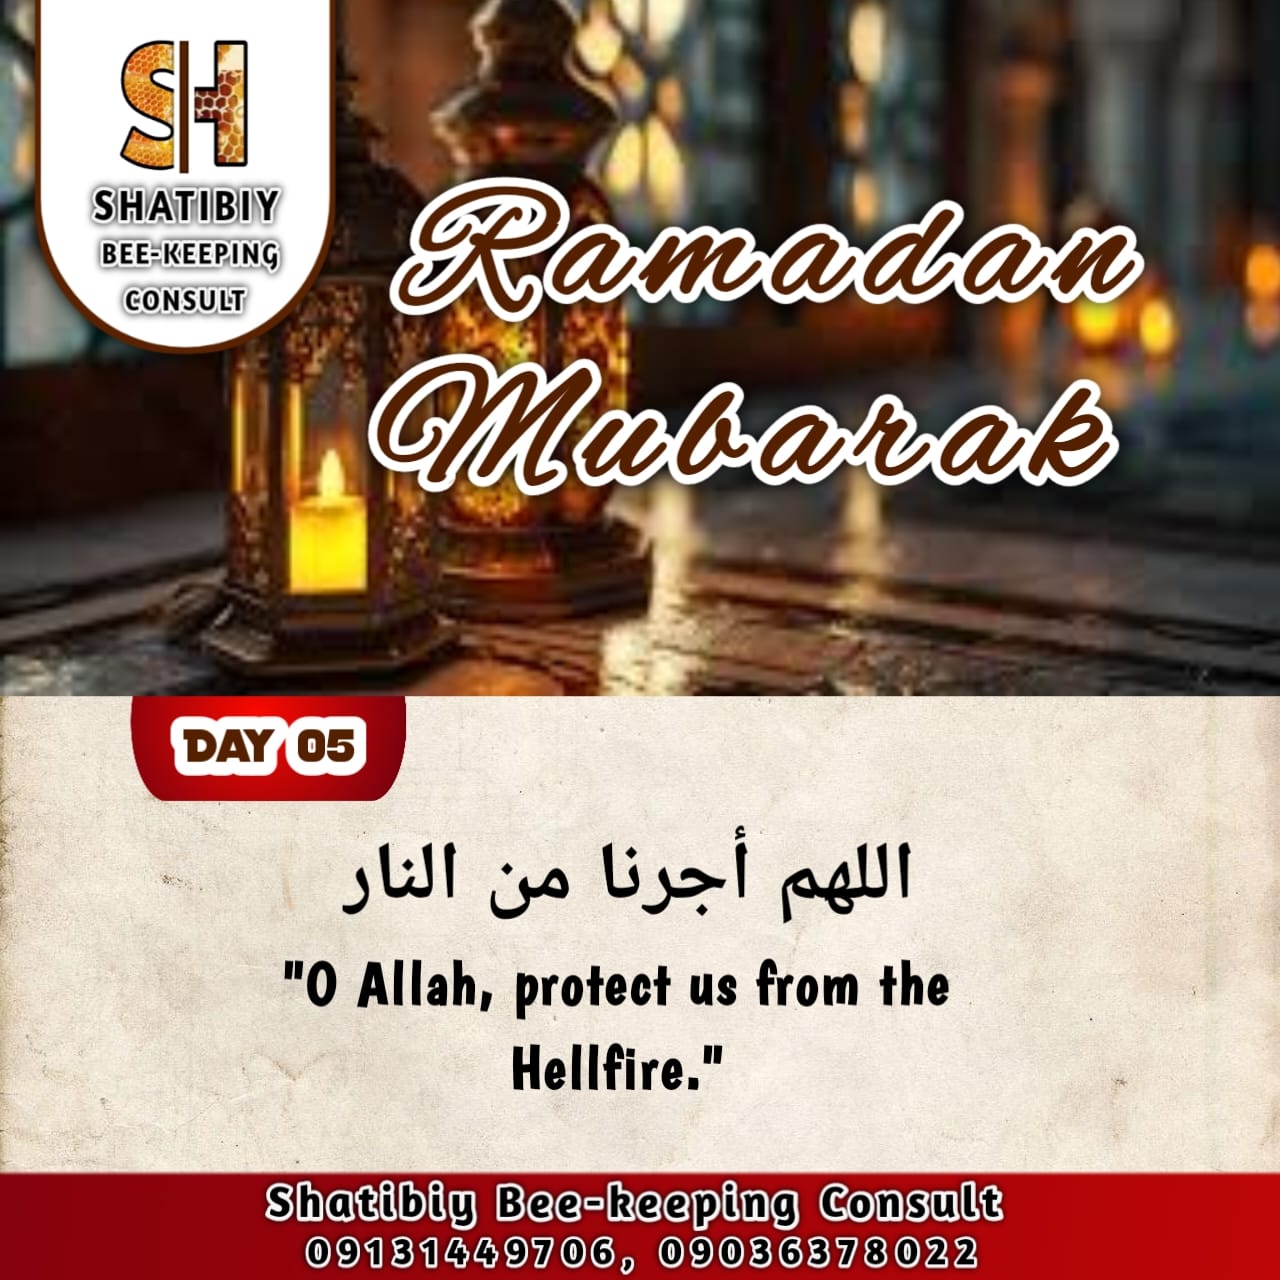 SH
SHATIBIY
BEE-KEEPING
CONSULT
Ramadan
Mubarak
DAY 05
اللهم أجرنا من النار
"O Allah, protect us from the
Hellfire."
Shatibiy Bee-keeping Consult
09131449706, 09036378022